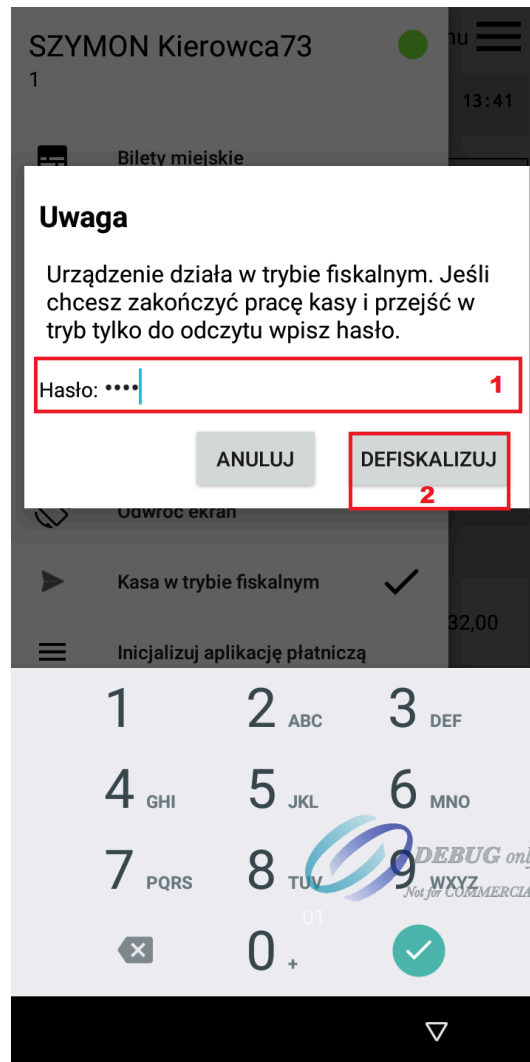 SZYMON Kierowca73
nu
1
13:41
Bilety miejskie
Uwaga
Urządzenie działa w trybie fiskalnym. Jeśli
chcesz zakończyć pracę kasy i przejść w
tryb tylko do odczytu wpisz hasło.
Hasło: ••••
1
ANULUJ
DEFISKALIZUJ
2
Odwróć ekran
Kasa w trybie fiskalnym
32,00
Inicjalizuj aplikację płatniczą
1
2 ABC
3 DEF
4 GHI
5 JKL
6 MNO
DEBUG onl
7 PQRS
8 TUV
9 WXYZ
Not for COMMERCIA
01
0 +